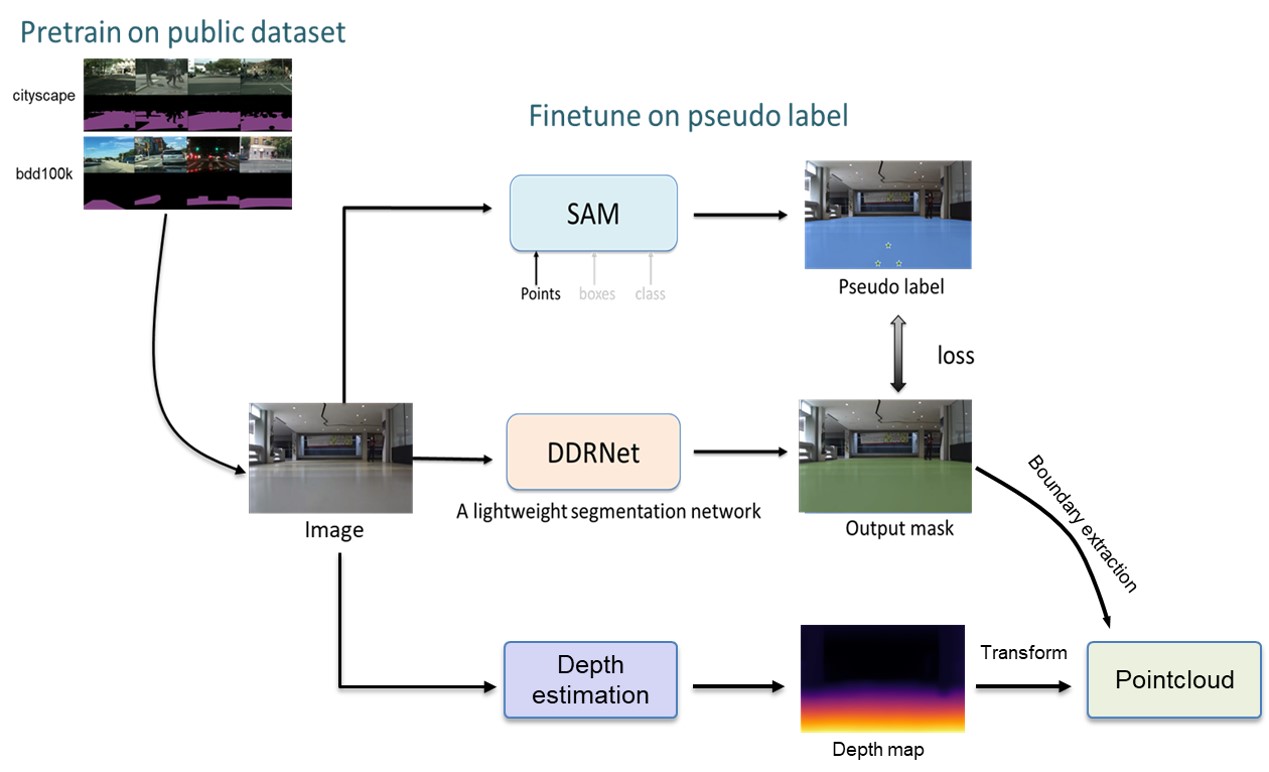 Pretrain on public dataset
cityscape
bdd100k
Finetune on pseudo label
SAM
Points
boxes
class
Pseudo label
loss
Image
DDRNet
A lightweight segmentation network
Output mask
Boundary extraction
Depth
estimation
Depth map
Transform
Pointcloud